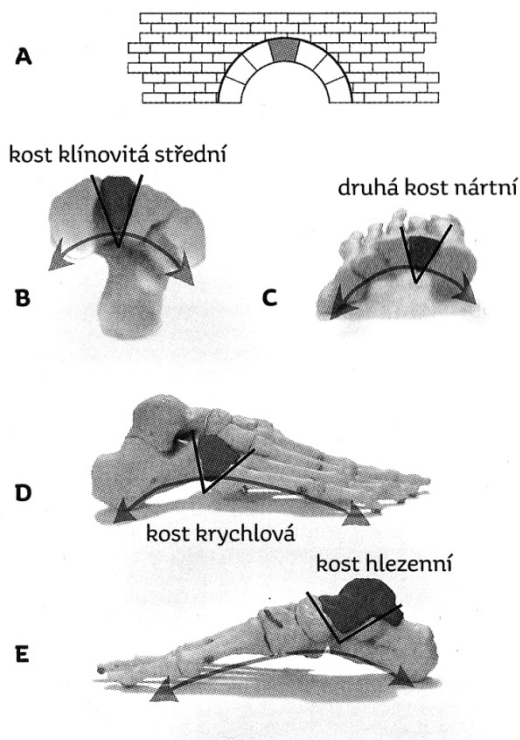 A
kost klínovitá střední
druhá kost nártní
B
C
D
kost krychlová
kost hlezenní
E